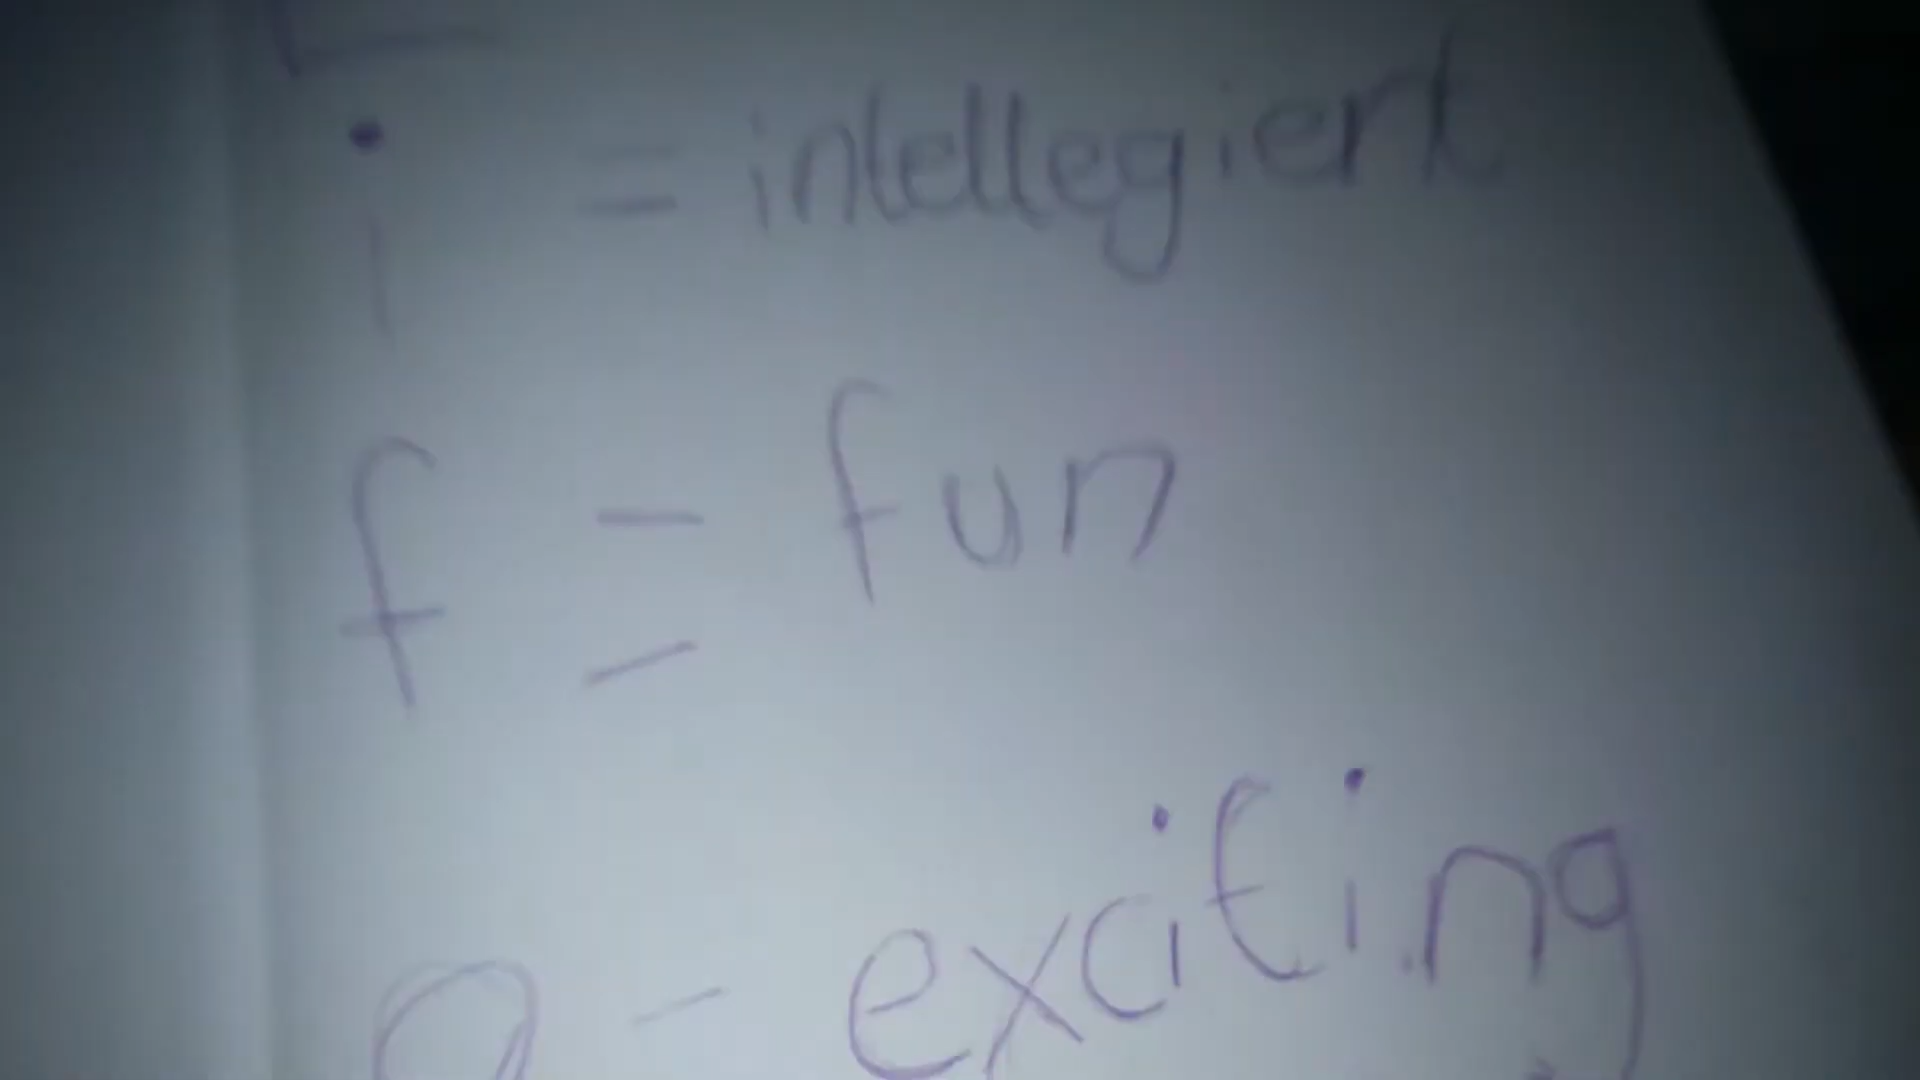 L
i = intellegient
f = fun
e = exciting